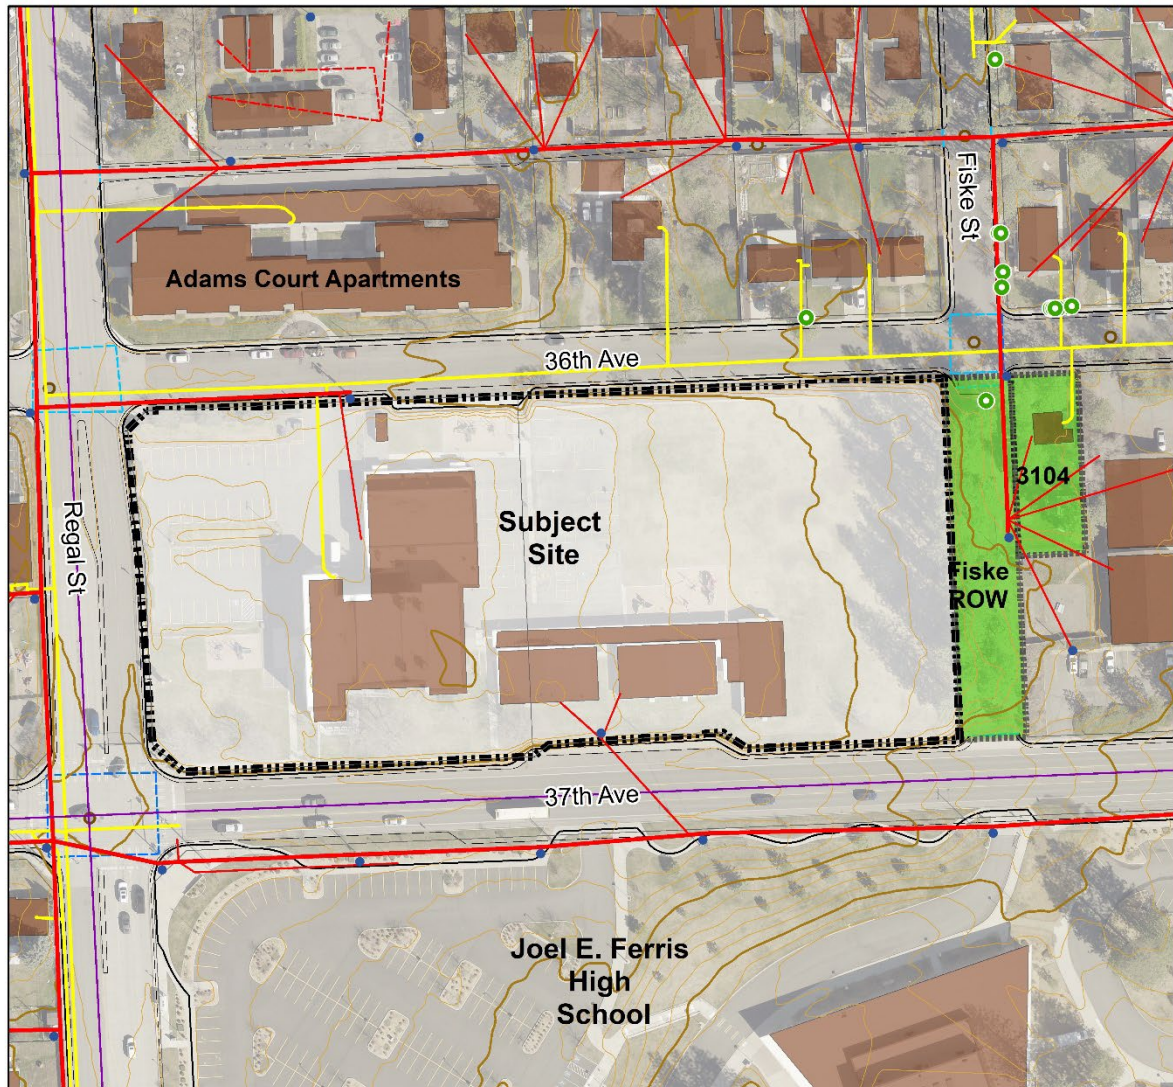 Fiske St
Adams Court Apartments
36th Ave
3104
Subject
Site
Regal St
Fiske
ROW
37th Ave
Joel E. Ferris
High
School